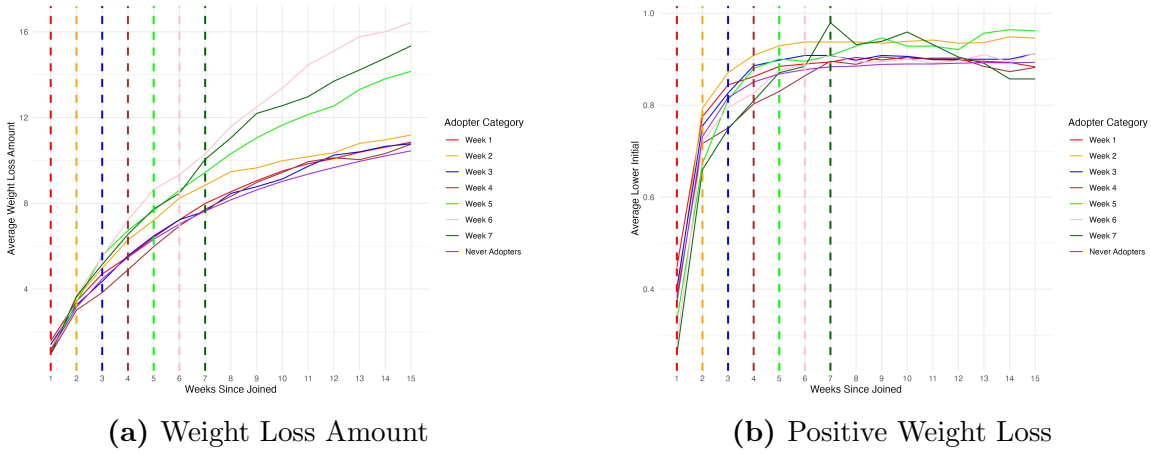 16
12
8
4
Average Weight Loss Amount
1 2 3 4 5 6 7 8 9 10 11 12 13 14 15
Weeks Since Joined
Adopter Category
Week 1
Week 2
Week 3
Week 4
Week 5
Week 6
Week 7
Never Adopters
(a) Weight Loss Amount
1.0
0.8
0.6
0.4
Average Lower Initial
1 2 3 4 5 6 7 8 9 10 11 12 13 14 15
Weeks Since Joined
Adopter Category
Week 1
Week 2
Week 3
Week 4
Week 5
Week 6
Week 7
Never Adopters
(b) Positive Weight Loss